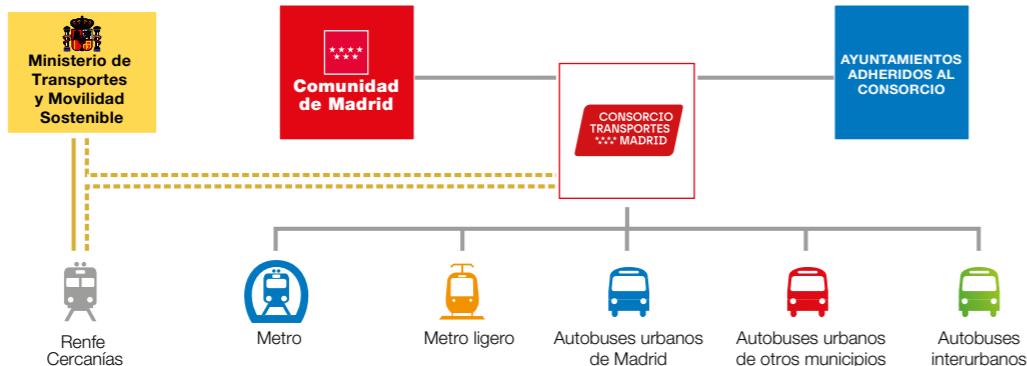 Ministerio de
Transportes
y Movilidad
Sostenible
Comunidad
de Madrid
CONSORCIO
TRANSPORTES
MADRID
AYUNTAMIENTOS
ADHERIDOS AL
CONSORCIO
Renfe
Cercanías
Metro
Metro ligero
Autobuses urbanos
de Madrid
Autobuses urbanos
de otros municipios
Autobuses
interurbanos